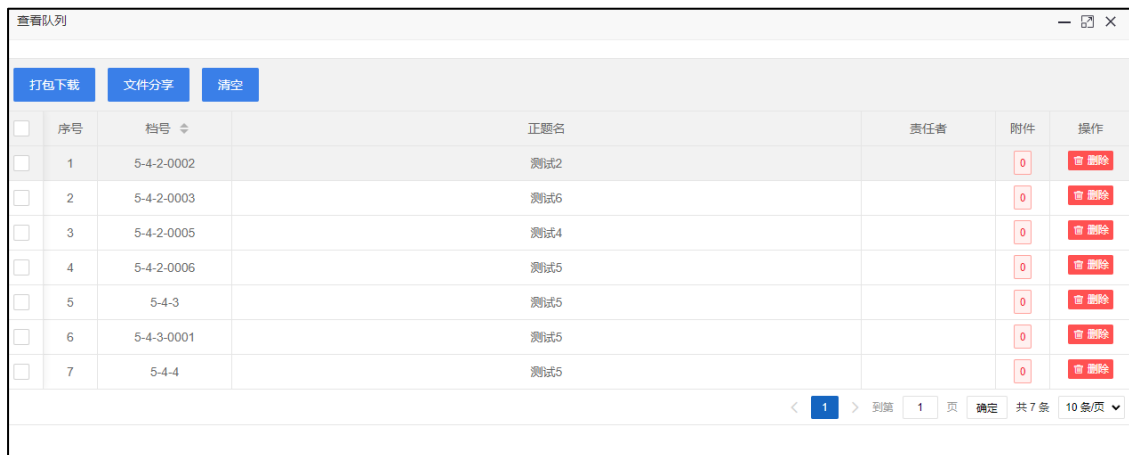 查看队列
打包下载 文件分享 清空
序号 档号 正题名 责任者 附件 操作
1 5-4-2-0002 测试2 0 删除
2 5-4-2-0003 测试6 0 删除
3 5-4-2-0005 测试4 0 删除
4 5-4-2-0006 测试5 0 删除
5 5-4-3 测试5 0 删除
6 5-4-3-0001 测试5 0 删除
7 5-4-4 测试5 0 删除
1 到第 1 页 确定 共 7 条 10 条/页